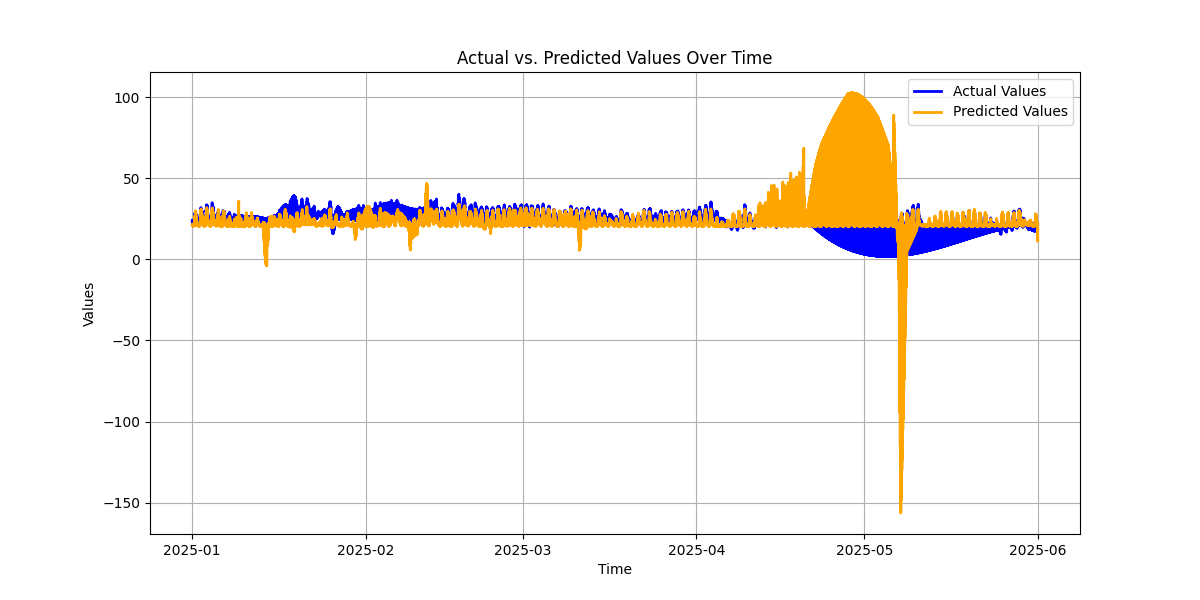 Actual vs. Predicted Values Over Time
Actual Values
Predicted Values
100
50
0
−50
−100
−150
Values
2025-01
2025-02
2025-03
2025-04
2025-05
2025-06
Time